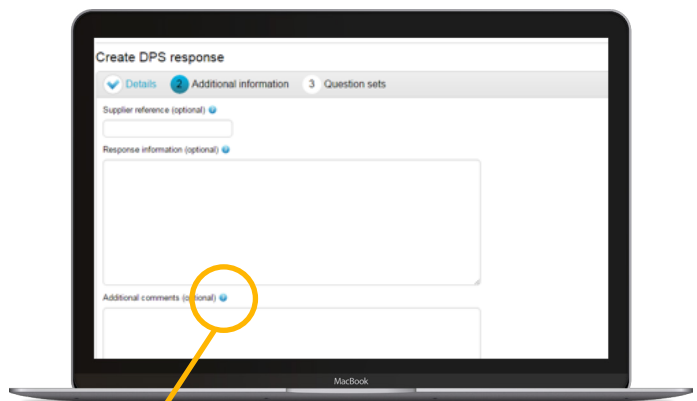 Create DPS response
Details 2 Additional information 3 Question sets
Supplier reference (optional)
Response information (optional)
Additional comments (optional)
MacBook